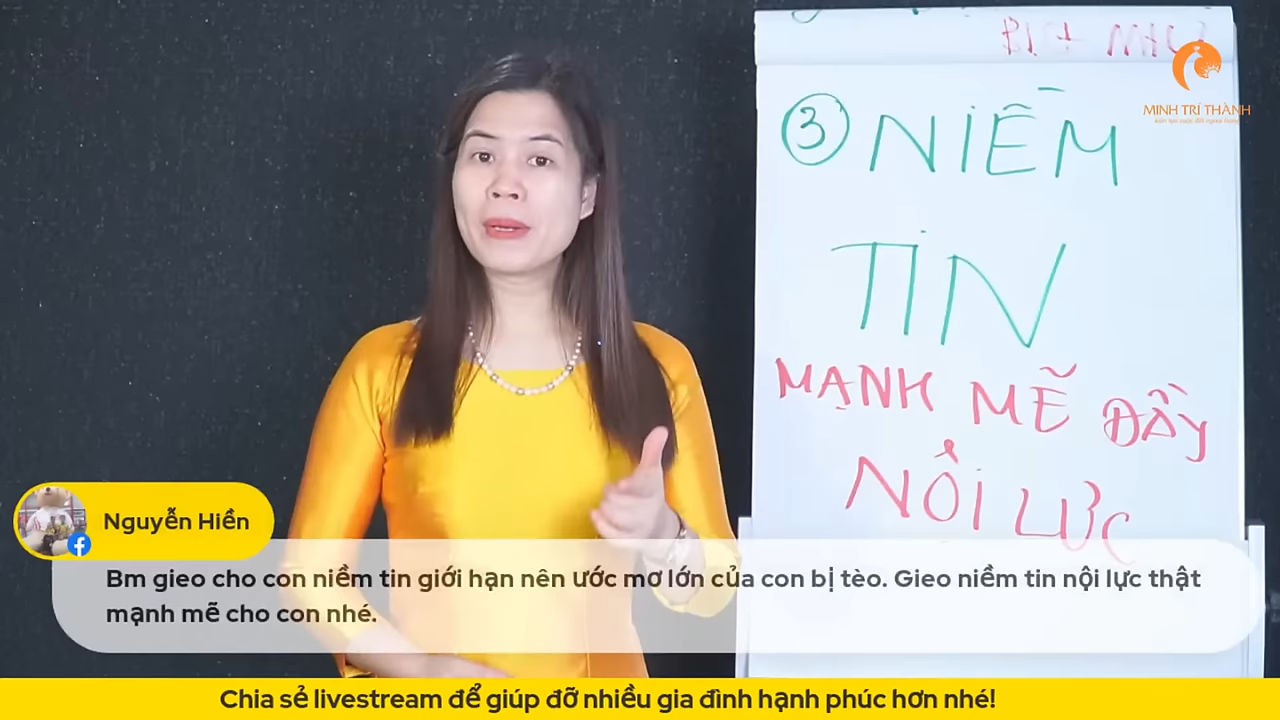 MINH TRÍ THÀNH
3 NIỀM
TIN
MẠNH MẼ ĐẦY
NỘI LỰC
Nguyễn Hiền
Bm gieo cho con niềm tin giới hạn nên ước mơ lớn của con bị tèo. Gieo niềm tin nội lực thật
mạnh mẽ cho con nhé.
Chia sẻ livestream để giúp đỡ nhiều gia đình hạnh phúc hơn nhé!